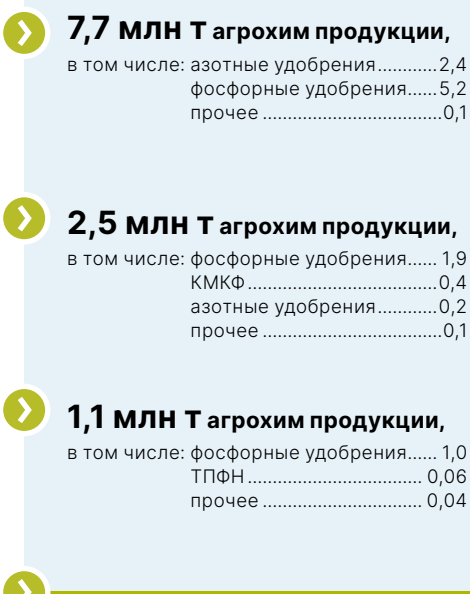 7,7 млн т агрохим продукции,
в том числе: азотные удобрения............2,4
фосфорные удобрения......5,2
прочее ...................................0,1
2,5 млн т агрохим продукции,
в том числе: фосфорные удобрения...... 1,9
КМКФ......................................0,4
азотные удобрения............0,2
прочее ...................................0,1
1,1 млн т агрохим продукции,
в том числе: фосфорные удобрения...... 1,0
ТПФН................................... 0,06
прочее ............................... 0,04